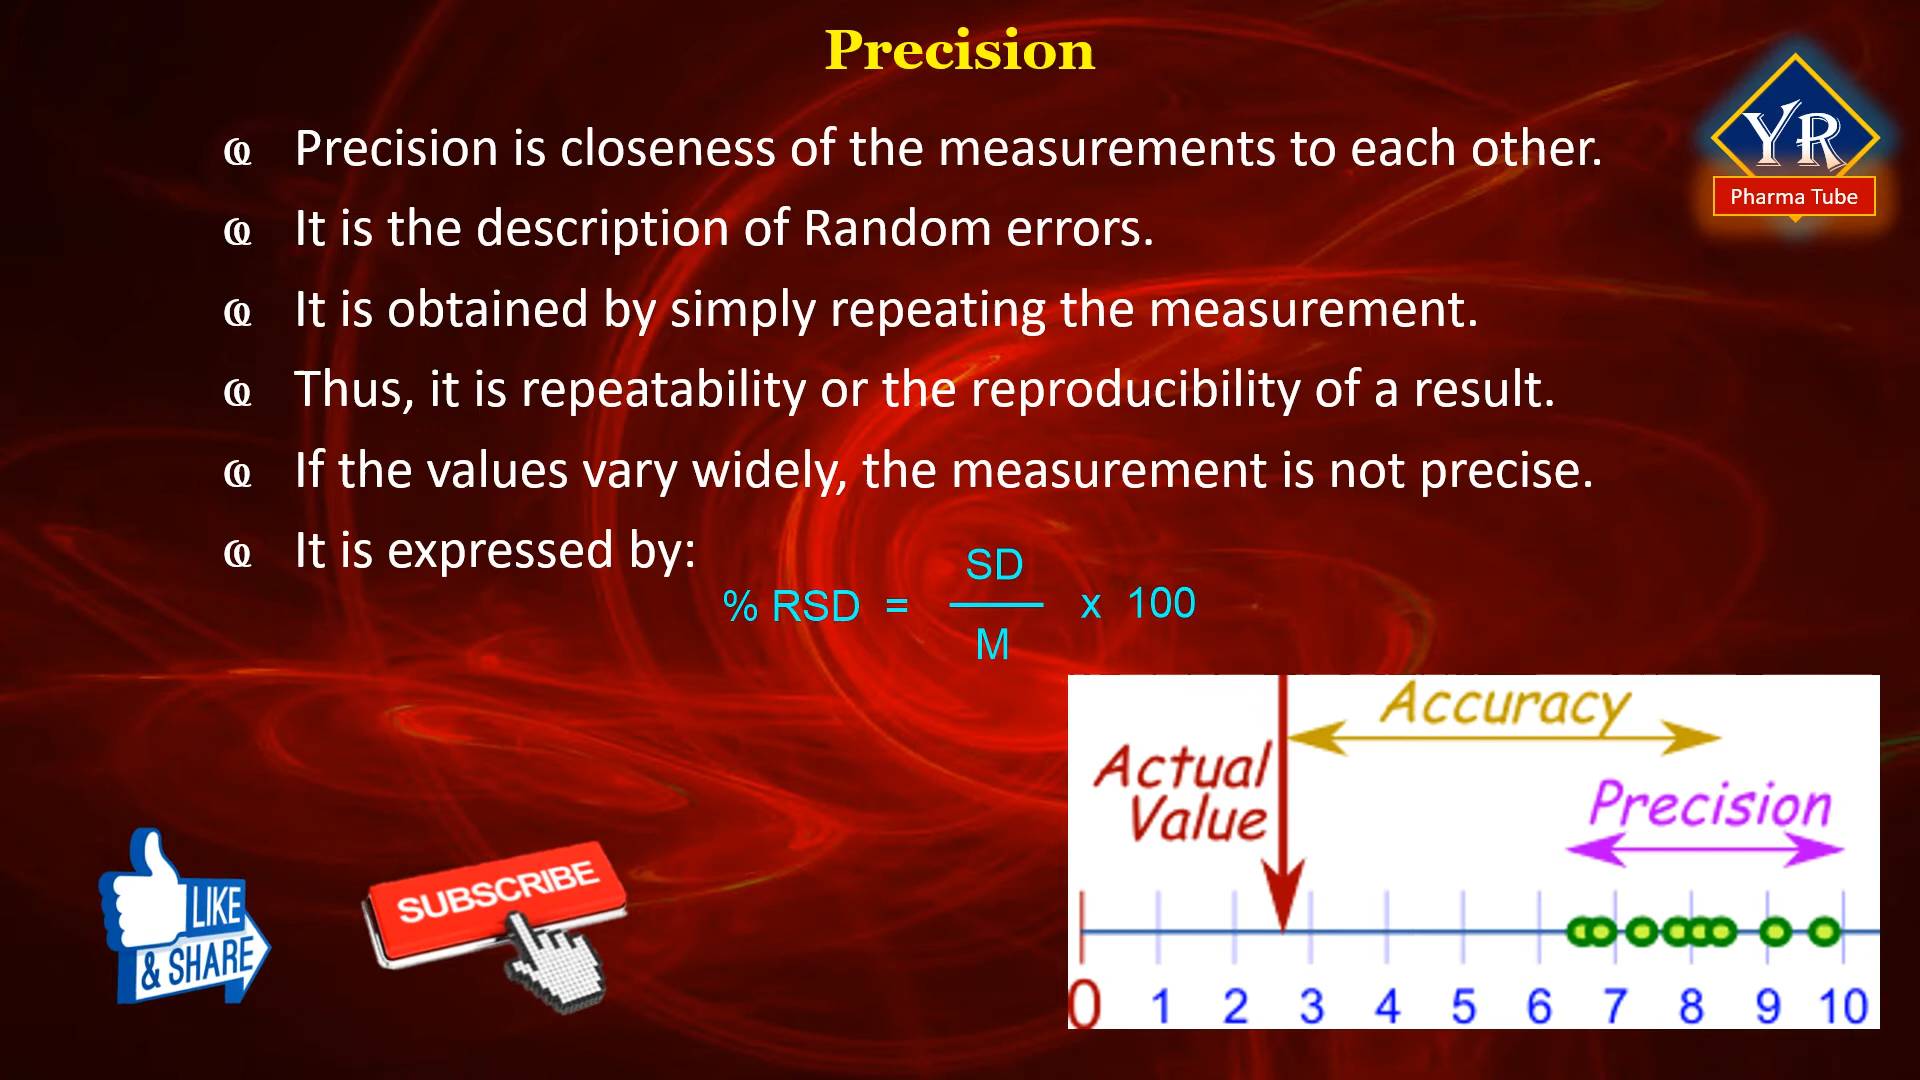 Precision
YR
Pharma Tube
Precision is closeness of the measurements to each other.
It is the description of Random errors.
It is obtained by simply repeating the measurement.
Thus, it is repeatability or the reproducibility of a result.
If the values vary widely, the measurement is not precise.
It is expressed by:
SD
% RSD = x 100
M
Accuracy
Actual
Value
Precision
0 1 2 3 4 5 6 7 8 9 10
LIKE
& SHARE
SUBSCRIBE